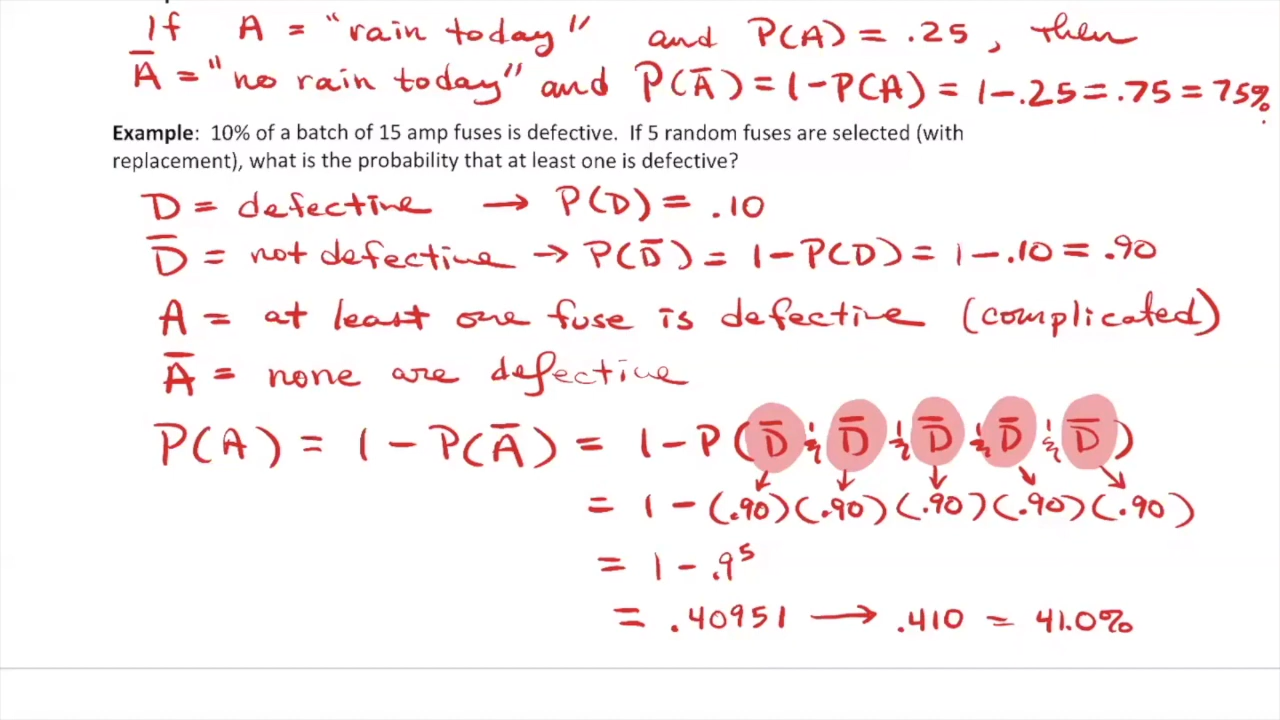 If A = "rain today" and P(A) = .25, then
Ā = "no rain today" and P(Ā) = 1-P(A) = 1-.25 = .75 = 75%.
Example: 10% of a batch of 15 amp fuses is defective. If 5 random fuses are selected (with
replacement), what is the probability that at least one is defective?
D = defective → P(D) = .10
D̄ = not defective → P(D̄) = 1-P(D) = 1-.10 = .90
A = at least one fuse is defective (complicated)
Ā = none are defective
P(A) = 1 - P(Ā) = 1-P(D̄ & D̄ & D̄ & D̄ & D̄)
= 1 - (.90)(.90)(.90)(.90)(.90)
= 1 - .9⁵
= .40951 → .410 = 41.0%